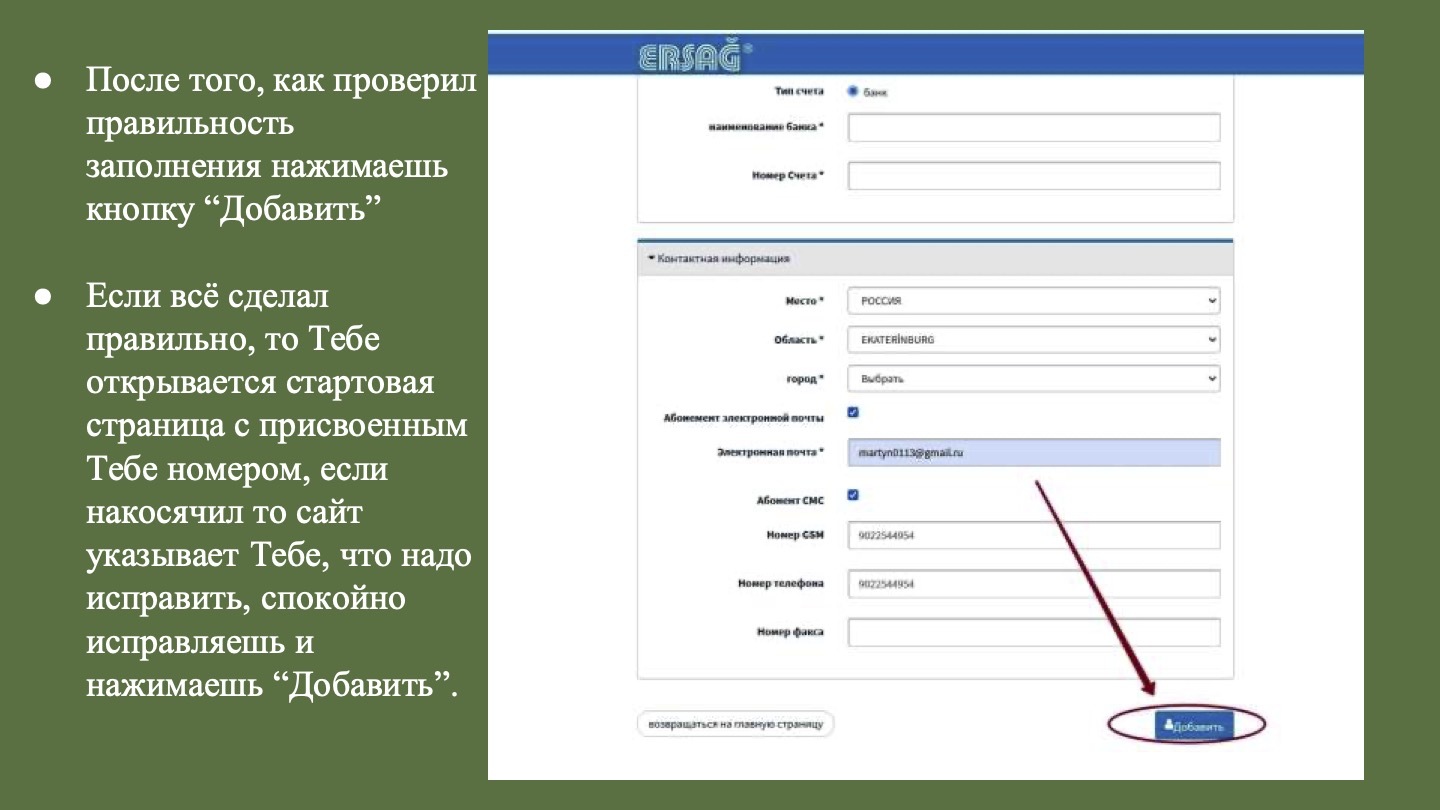 ● После того, как проверил
правильность
заполнения нажимаешь
кнопку “Добавить”
● Если всё сделал
правильно, то Тебе
открывается стартовая
страница с присвоенным
Тебе номером, если
накосячил то сайт
указывает Тебе, что надо
исправить, спокойно
исправляешь и
нажимаешь “Добавить”.
ERSAĞ®
Тип счета банк
наименование банка *
Номер Счета *
Контактная информация
Место * РОССИЯ
Область * EKATERİNBURG
город * Выбрать
Абонемент электронной почты
Электронная почта * martyn0113@gmail.ru
Абонент СМС
Номер GSM 9022544954
Номер телефона 9022544954
Номер факса
возвращаться на главную страницу Добавить